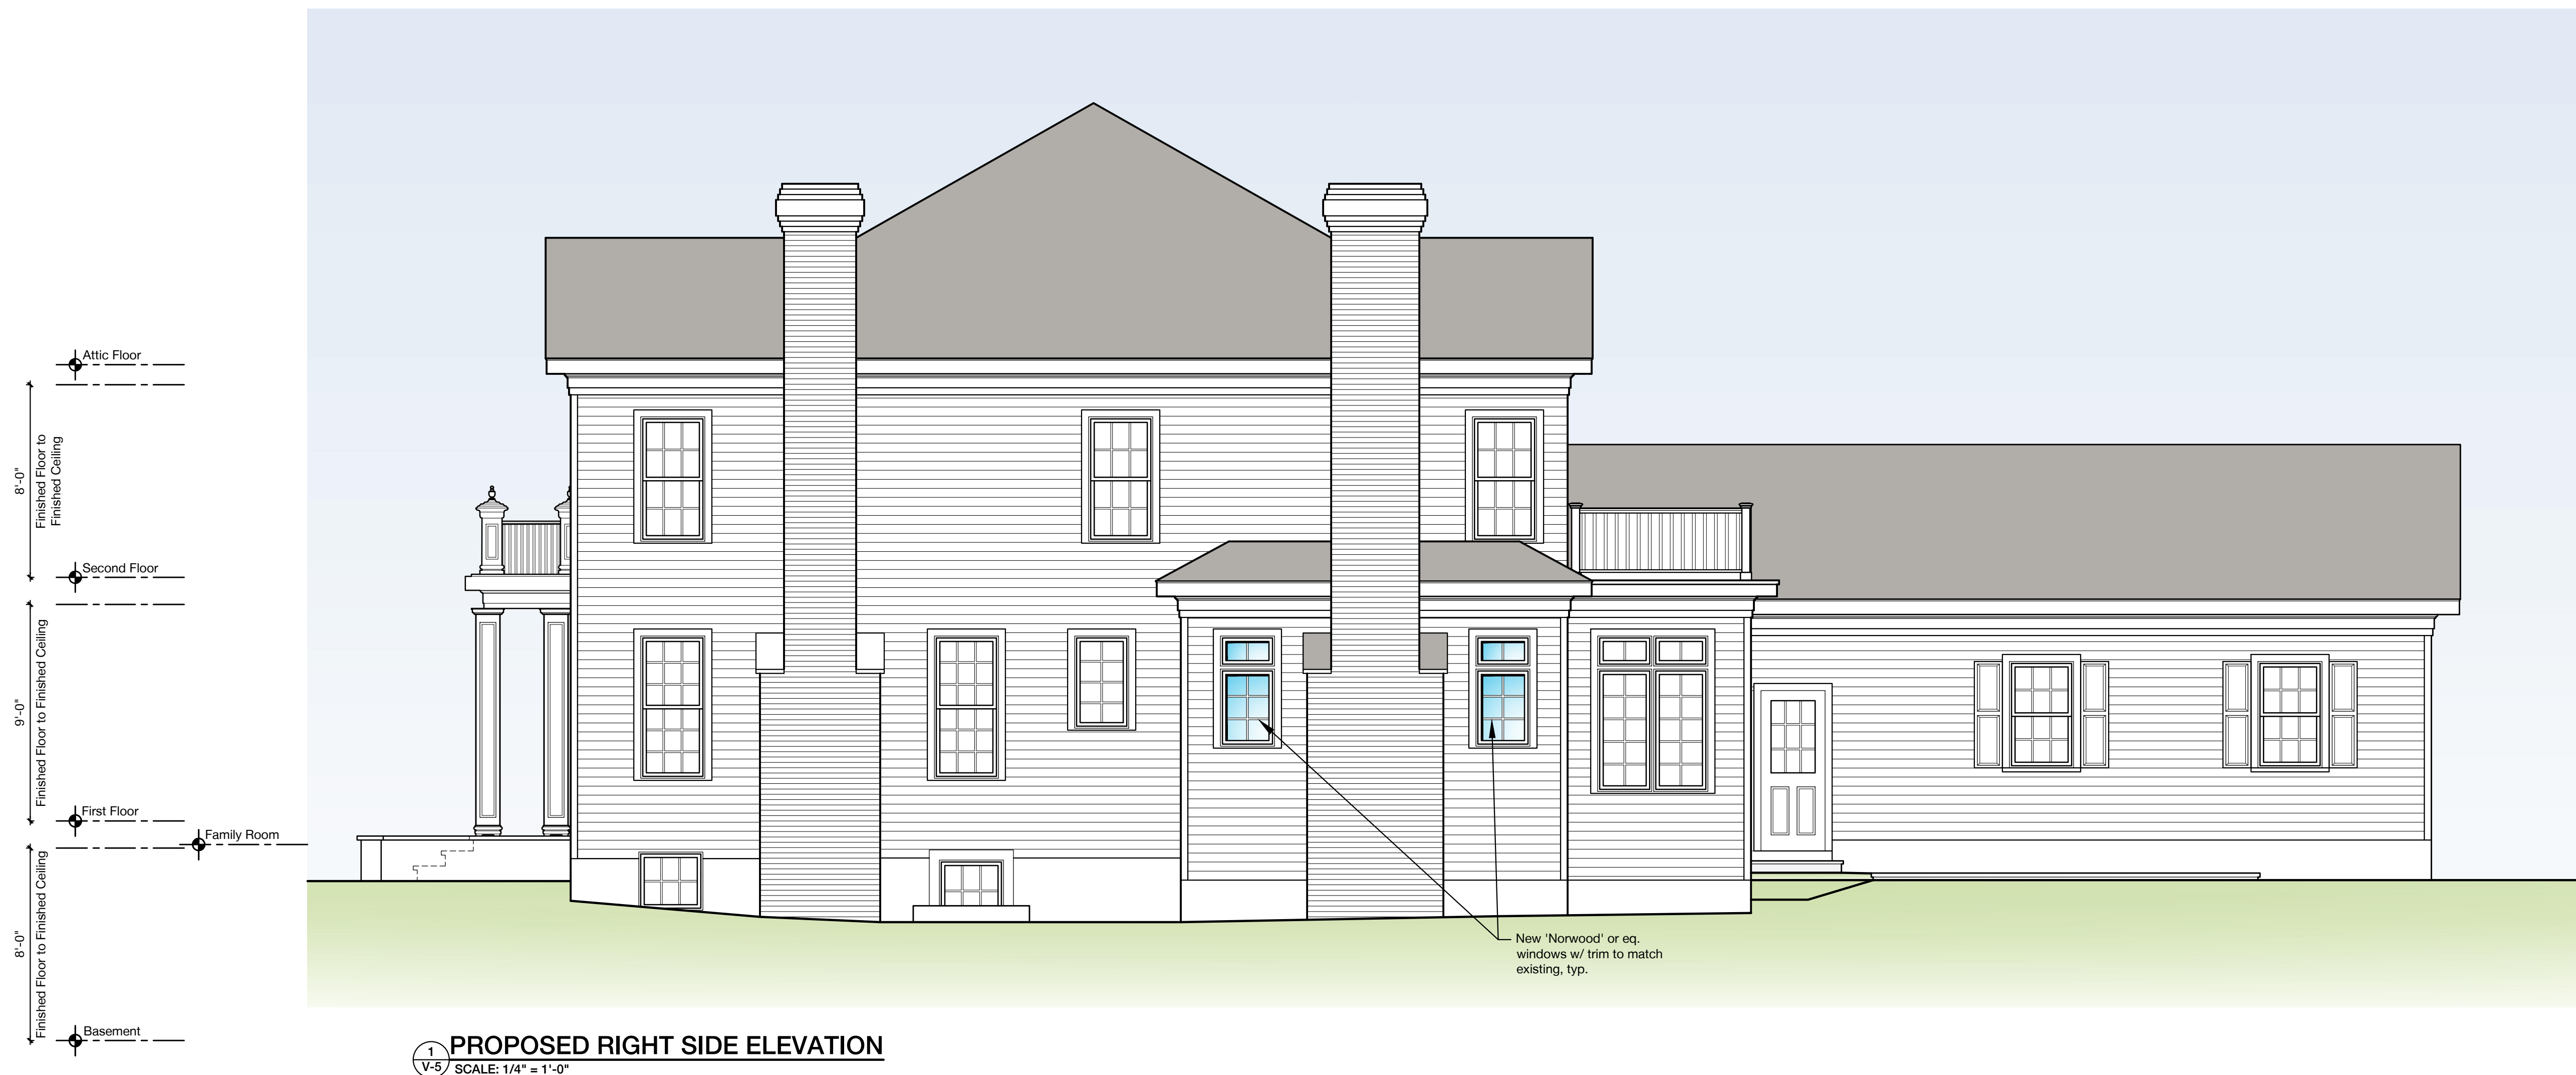 Attic Floor
8'-0"
Finished Floor to
Finished Ceiling
Second Floor
9'-0"
Finished Floor to Finished Ceiling
First Floor
Family Room
8'-0"
Finished Floor to Finished Ceiling
Basement
New 'Norwood' or eq.
windows w/ trim to match
existing, typ.
1
V-5
PROPOSED RIGHT SIDE ELEVATION
SCALE: 1/4" = 1'-0"